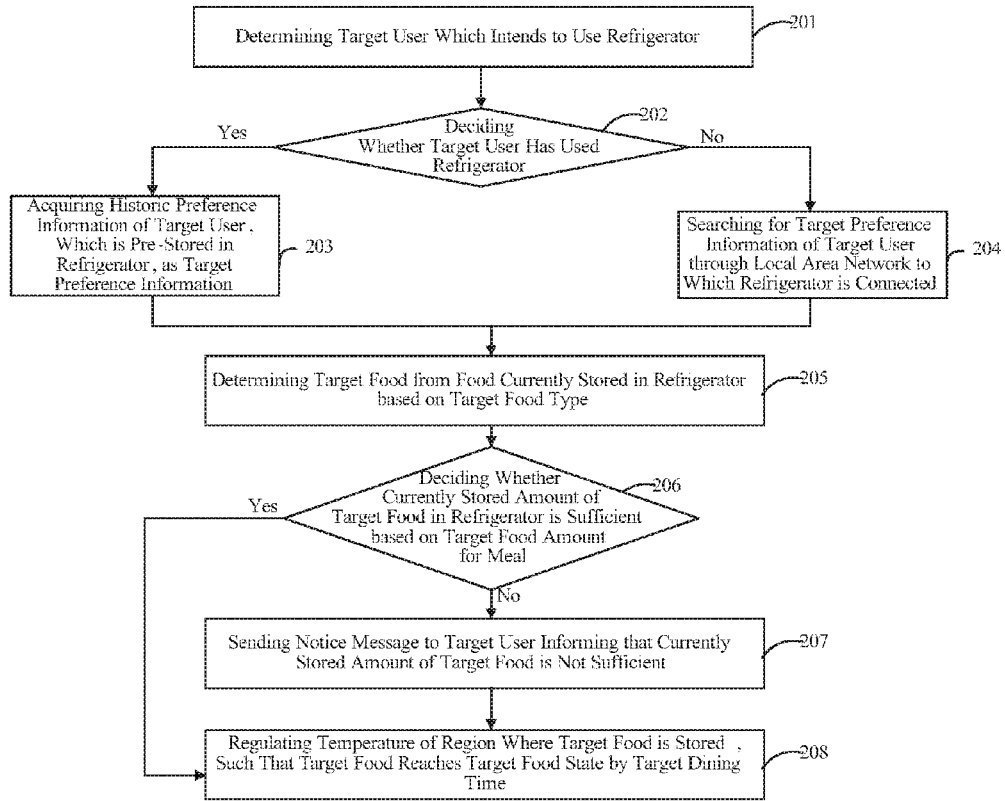 Determining Target User Which Intends to Use Refrigerator
201
Deciding
Whether Target User Has Used
Refrigerator
202
Yes
No
Acquiring Historic Preference
Information of Target User ,
Which is Pre-Stored in
Refrigerator, as Target
Preference Information
203
Searching for Target Preference
Information of Target User
through Local Area Network to
Which Refrigerator is Connected
204
Determining Target Food from Food Currently Stored in Refrigerator
based on Target Food Type
205
Deciding Whether
Currently Stored Amount of
Target Food in Refrigerator is Sufficient
based on Target Food Amount
for Meal
206
Yes
No
Sending Notice Message to Target User Informing that Currently
Stored Amount of Target Food is Not Sufficient
207
Regulating Temperature of Region Where Target Food is Stored ,
Such That Target Food Reaches Target Food State by Target Dining
Time
208